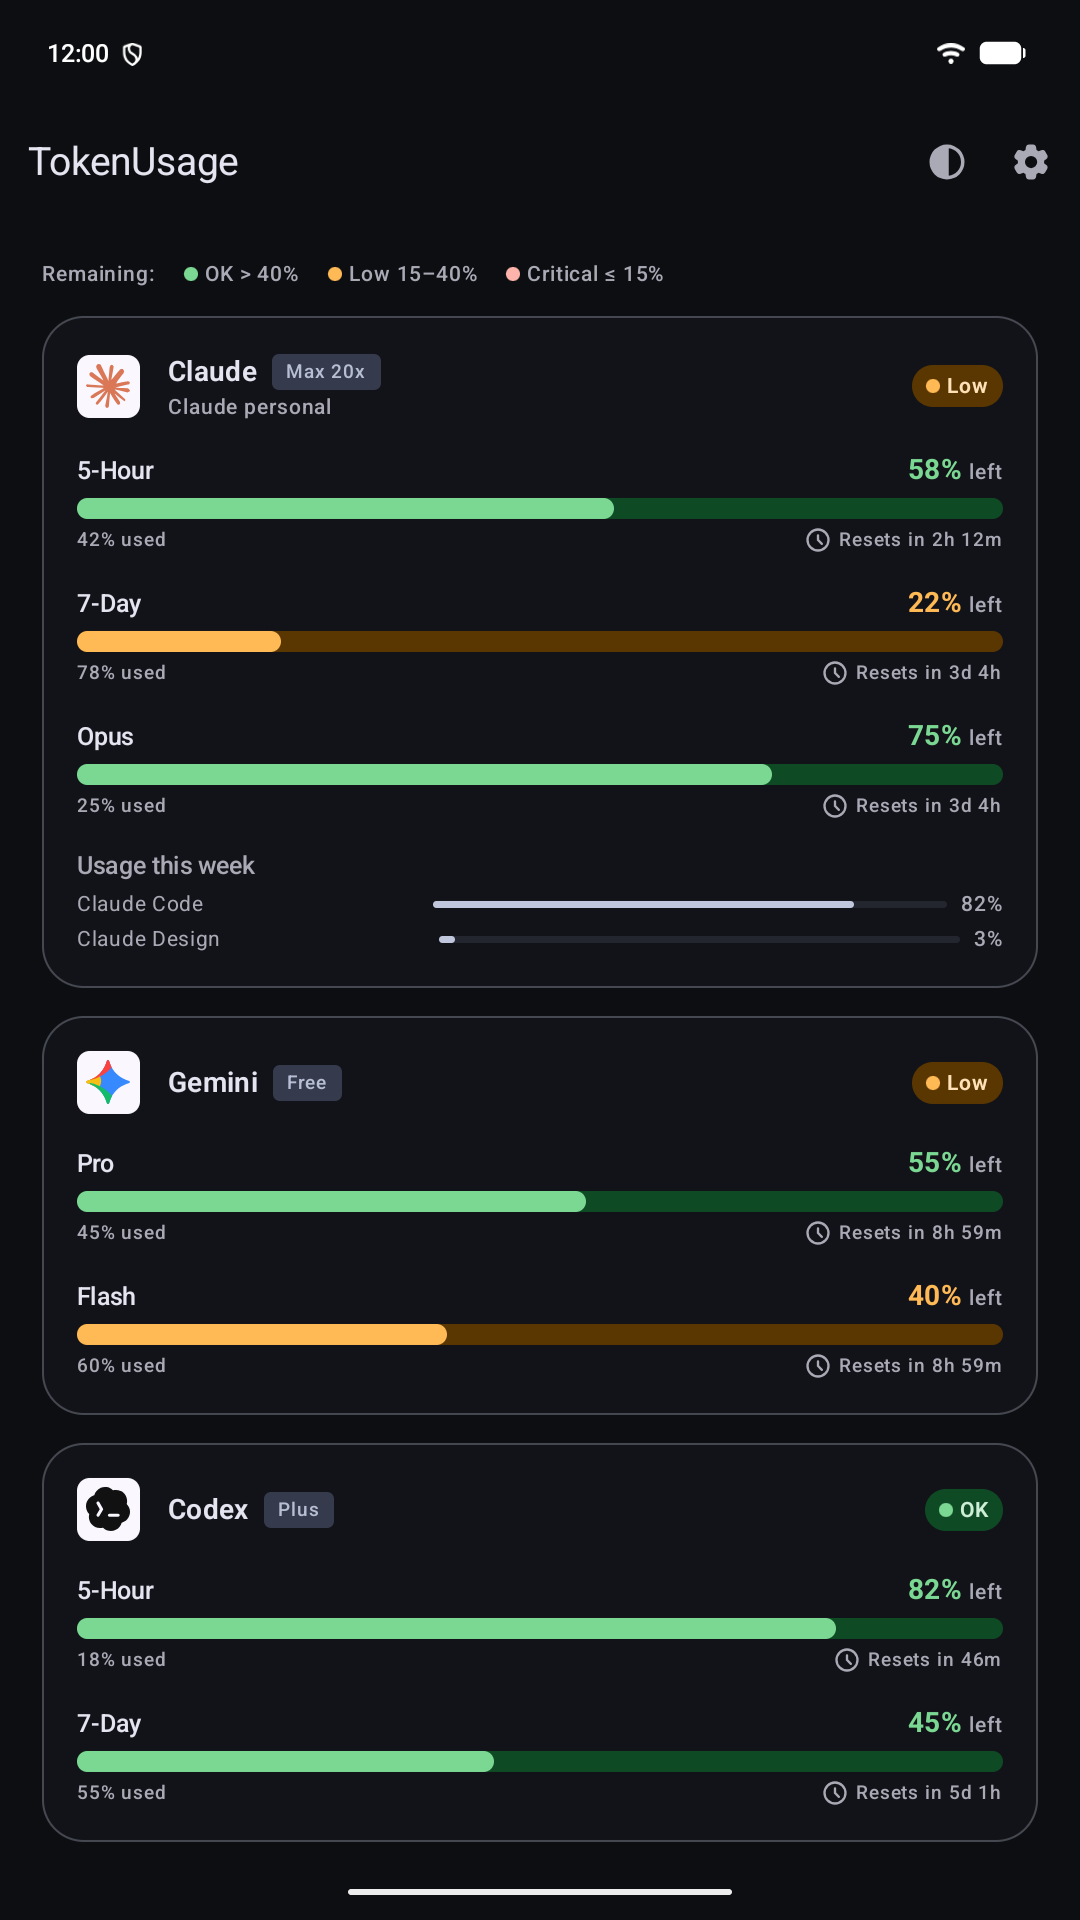 12:00
TokenUsage
Remaining: OK > 40% Low 15–40% Critical ≤ 15%
Claude Max 20x
Claude personal
Low
5-Hour 58% left
42% used Resets in 2h 12m
7-Day 22% left
78% used Resets in 3d 4h
Opus 75% left
25% used Resets in 3d 4h
Usage this week
Claude Code 82%
Claude Design 3%
Gemini Free Low
Pro 55% left
45% used Resets in 8h 59m
Flash 40% left
60% used Resets in 8h 59m
Codex Plus OK
5-Hour 82% left
18% used Resets in 46m
7-Day 45% left
55% used Resets in 5d 1h